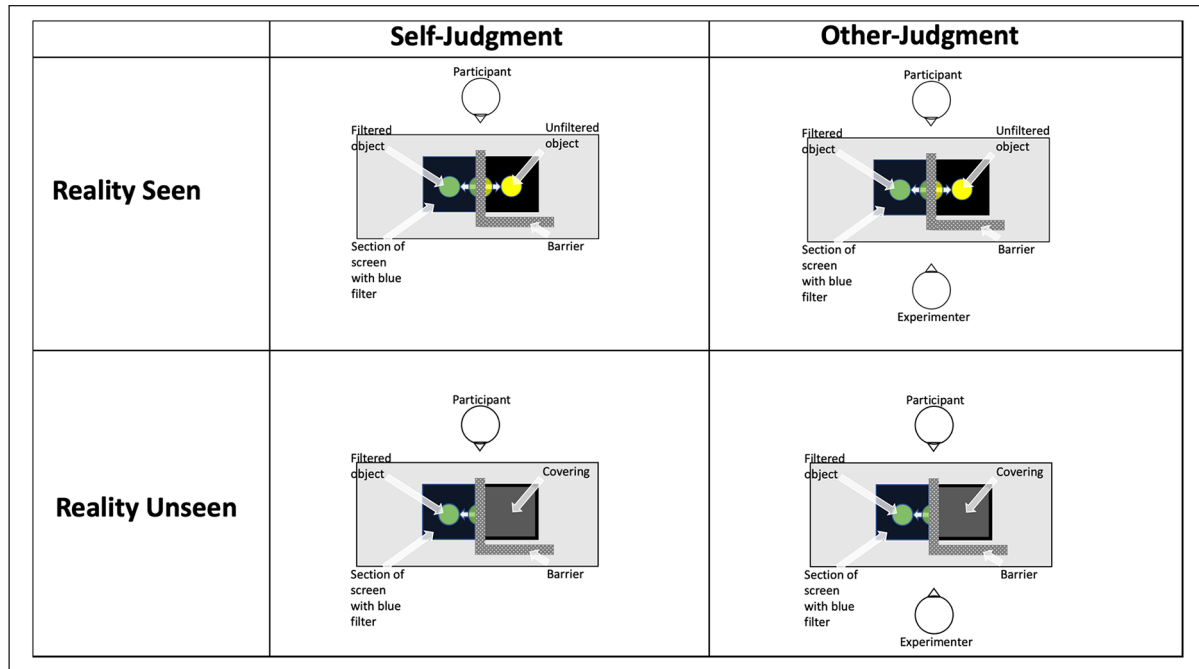 Self-Judgment
Other-Judgment
Reality Seen
Participant
Filtered
object
Unfiltered
object
Section of
screen
with blue
filter
Barrier
Participant
Filtered
object
Unfiltered
object
Section of
screen
with blue
filter
Barrier
Experimenter
Reality Unseen
Participant
Filtered
object
Covering
Section of
screen
with blue
filter
Barrier
Participant
Filtered
object
Covering
Section of
screen
with blue
filter
Barrier
Experimenter